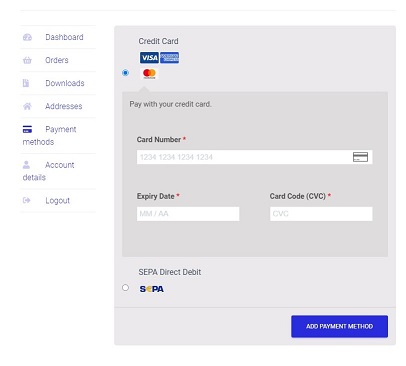 Dashboard
Orders
Downloads
Addresses
Payment
methods
Account
details
Logout
Credit Card
VISA
Pay with your credit card.
Card Number *
1234 1234 1234 1234
Expiry Date *
Card Code (CVC) *
MM / AA
CVC
SEPA Direct Debit
SEPA
ADD PAYMENT METHOD